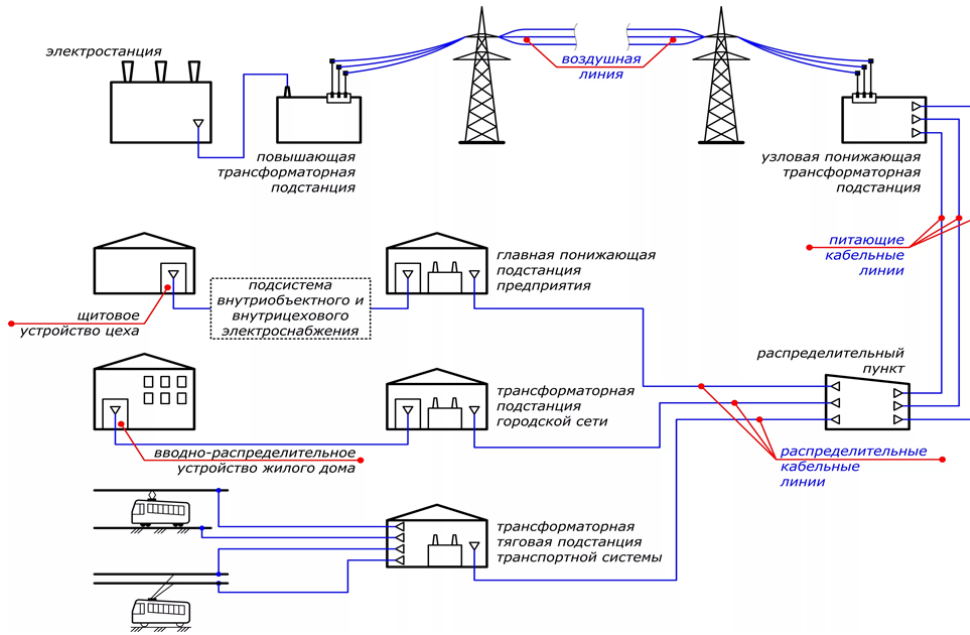 электростанция
воздушная
линия
повышающая
трансформаторная
подстанция
узловая понижающая
трансформаторная
подстанция
питающие
кабельные
линии
главная понижающая
подстанция
предприятия
подсистема
внутриобъектного и
внутрицехового
электроснабжения
щитовое
устройство цеха
распределительный
пункт
трансформаторная
подстанция
городской сети
вводно-распределительное
устройство жилого дома
распределительные
кабельные
линии
трансформаторная
тяговая подстанция
транспортной системы